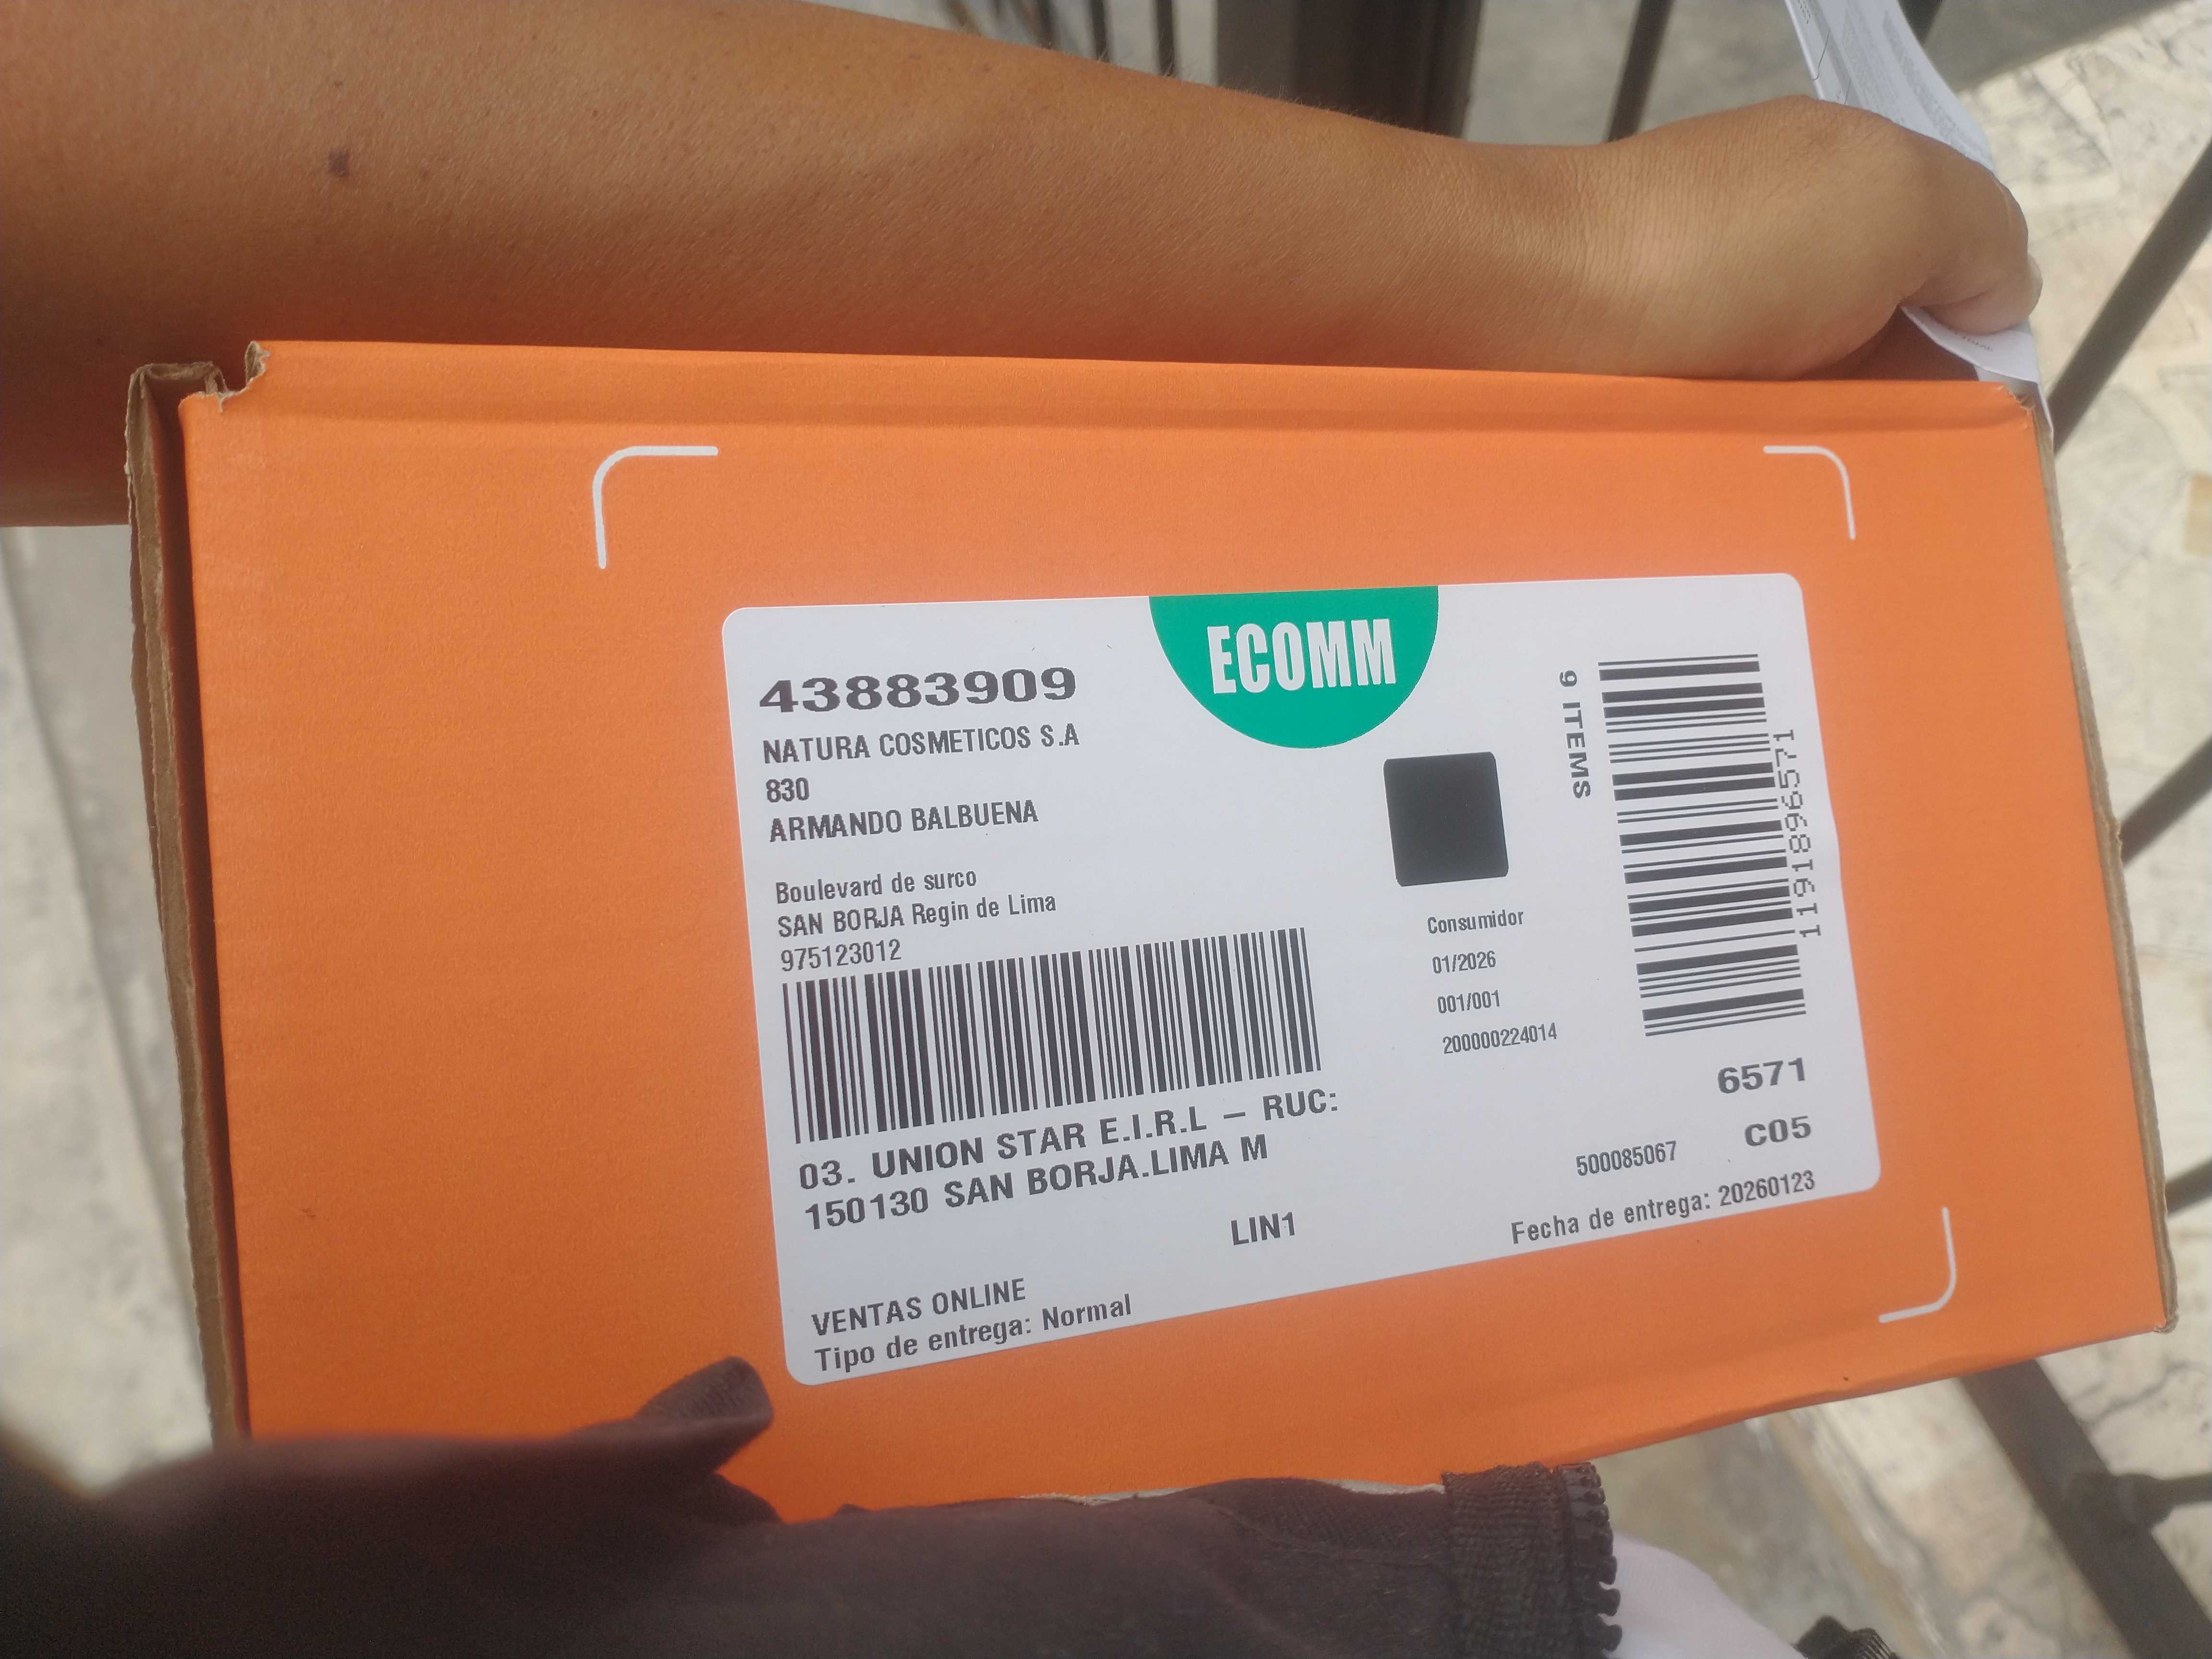 ECOMM
43883909
NATURA COSMETICOS S.A
830
ARMANDO BALBUENA
Boulevard de surco
SAN BORJA Regin de Lima
975123012
03. UNION STAR E.I.R.L – RUC:
150130 SAN BORJA.LIMA M
LIN1
VENTAS ONLINE
Tipo de entrega: Normal
9 ITEMS
1191896571
Consumidor
01/2026
001/001
200000224014
6571
C05
500085067
Fecha de entrega: 20260123